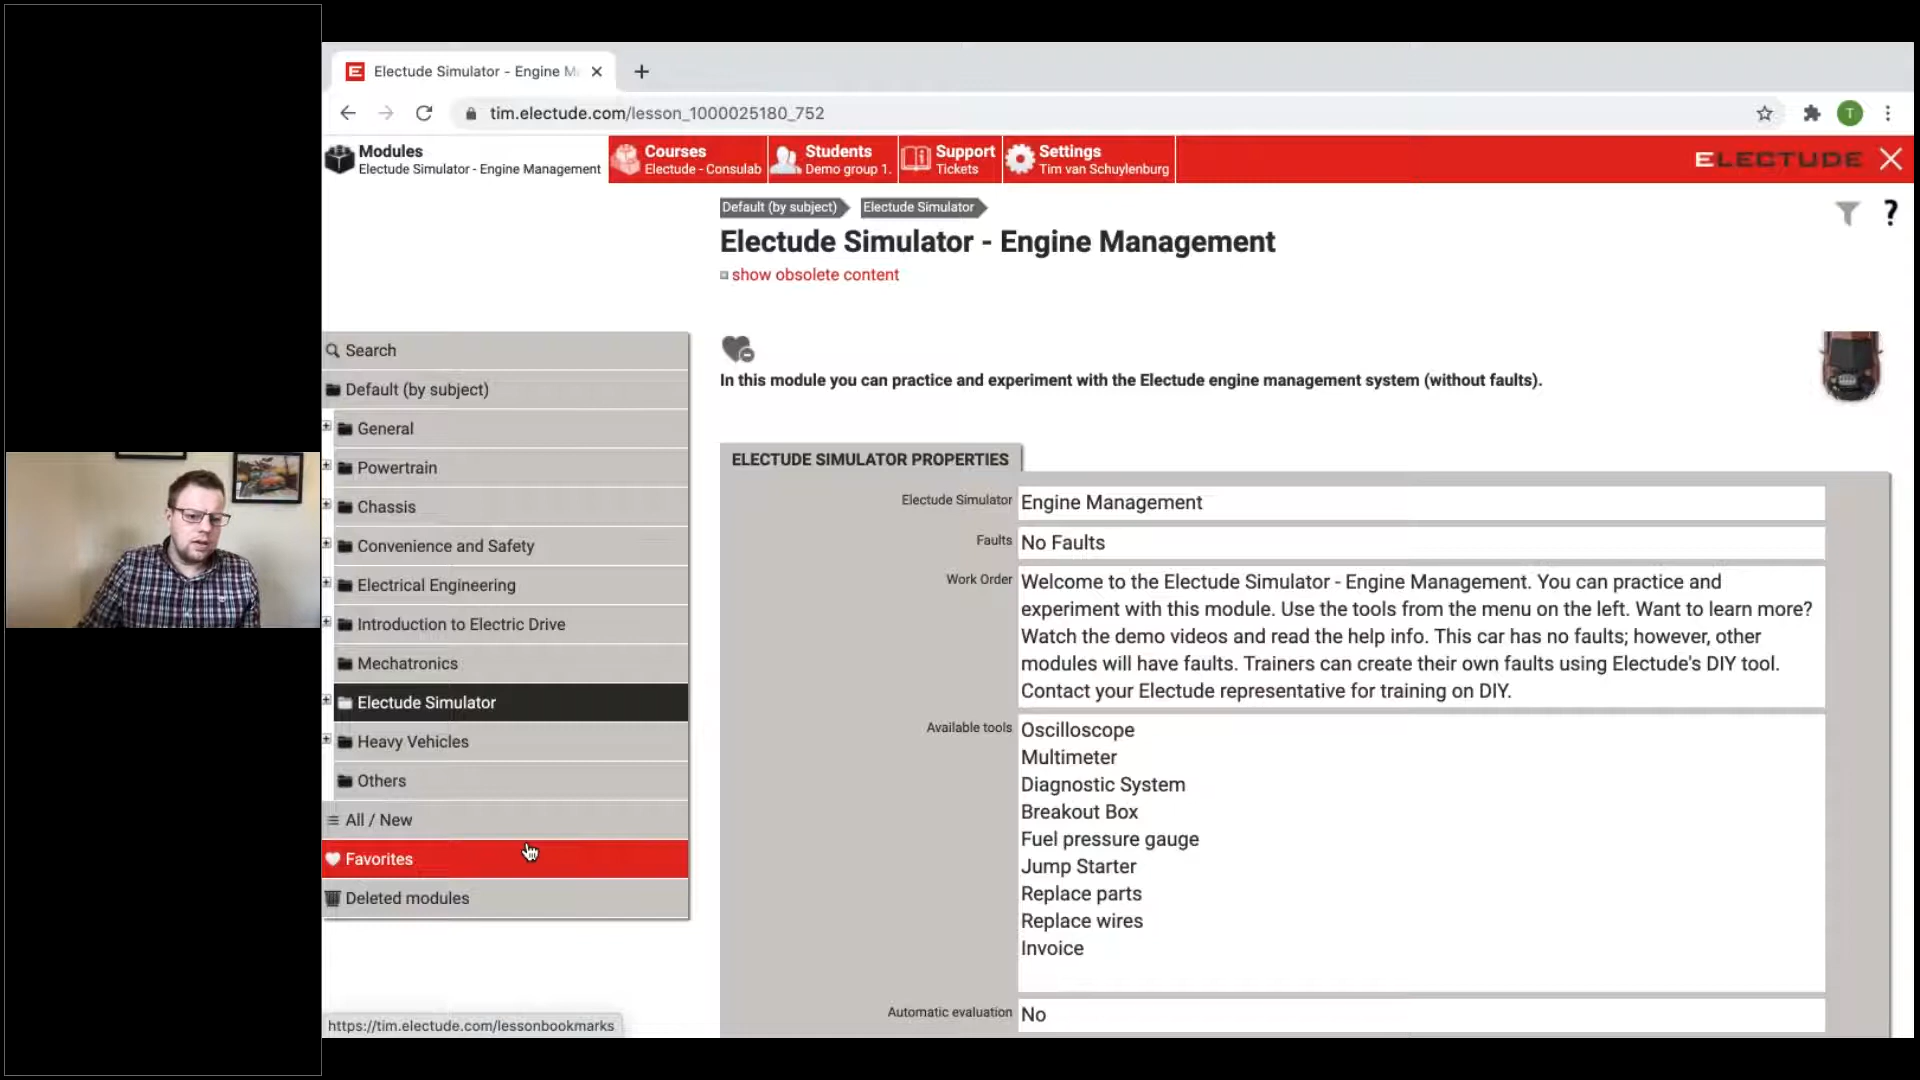 Electude Simulator - Engine M
tim.electude.com/lesson_1000025180_752
T
Modules
Electude Simulator - Engine Management
Courses
Electude - Consulab
Students
Demo group 1.
Support
Tickets
Settings
Tim van Schuylenburg
ELECTUDE
Default (by subject)
Electude Simulator
?
Electude Simulator - Engine Management
show obsolete content
Search
Default (by subject)
General
Powertrain
Chassis
Convenience and Safety
Electrical Engineering
Introduction to Electric Drive
Mechatronics
Electude Simulator
Heavy Vehicles
Others
All / New
Favorites
Deleted modules
In this module you can practice and experiment with the Electude engine management system (without faults).
ELECTUDE SIMULATOR PROPERTIES
Electude Simulator Engine Management
Faults No Faults
Work Order Welcome to the Electude Simulator - Engine Management. You can practice and
experiment with this module. Use the tools from the menu on the left. Want to learn more?
Watch the demo videos and read the help info. This car has no faults; however, other
modules will have faults. Trainers can create their own faults using Electude's DIY tool.
Contact your Electude representative for training on DIY.
Available tools Oscilloscope
Multimeter
Diagnostic System
Breakout Box
Fuel pressure gauge
Jump Starter
Replace parts
Replace wires
Invoice
Automatic evaluation No
https://tim.electude.com/lessonbookmarks